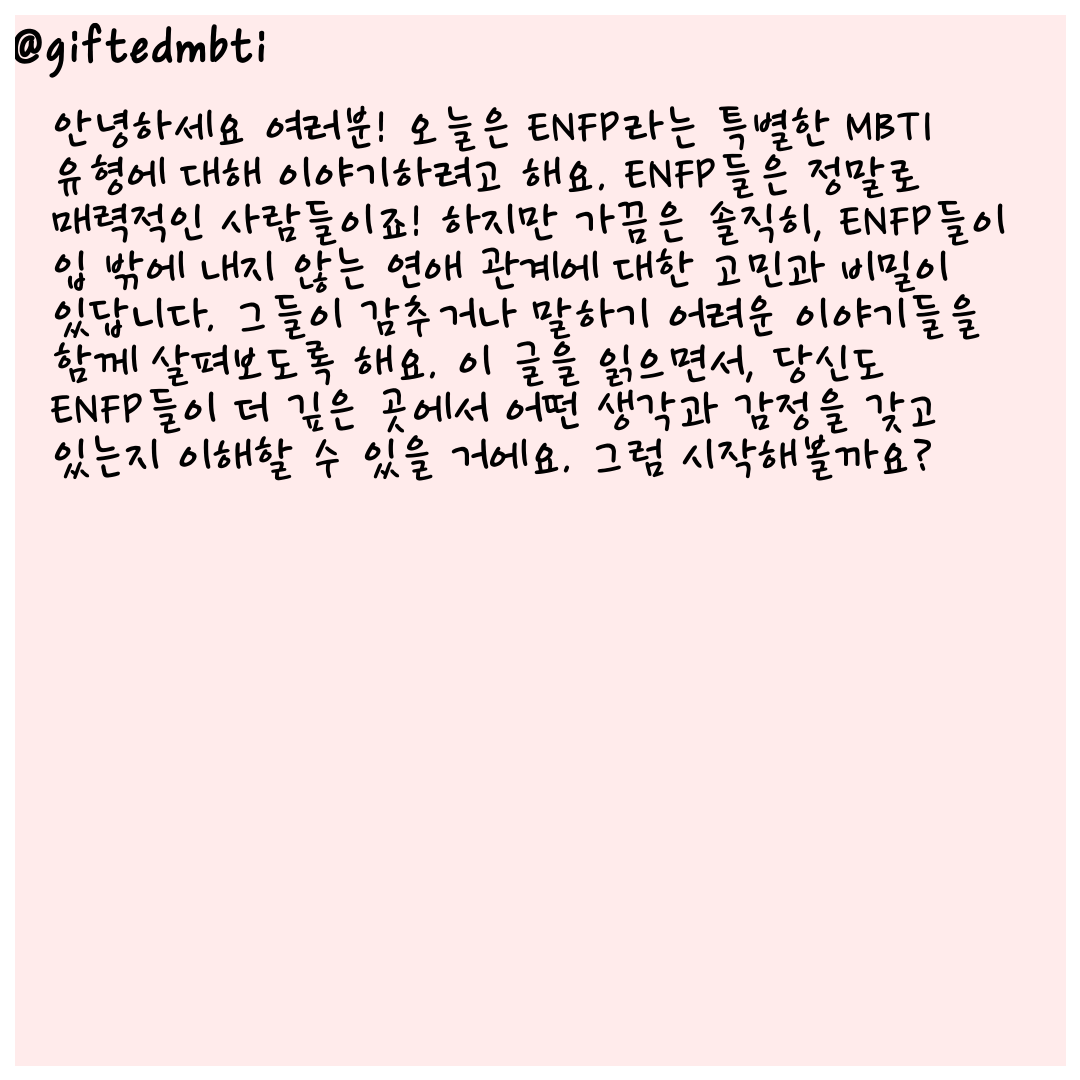 @giftedmbti
안녕하세요 여러분! 오늘은 ENFP라는 특별한 MBTI
유형에 대해 이야기하려고 해요. ENFP들은 정말로
매력적인 사람들이죠! 하지만 가끔은 솔직히, ENFP들이
입 밖에 내지 않는 연애 관계에 대한 고민과 비밀이
있답니다. 그들이 감추거나 말하기 어려운 이야기들을
함께 살펴보도록 해요. 이 글을 읽으면서, 당신도
ENFP들이 더 깊은 곳에서 어떤 생각과 감정을 갖고
있는지 이해할 수 있을 거에요. 그럼 시작해볼까요?